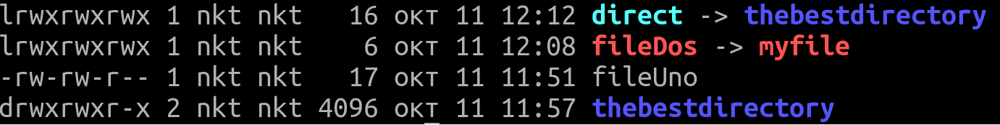 lrwxrwxrwx 1 nkt nkt   16 окт 11 12:12 direct -> thebestdirectory
lrwxrwxrwx 1 nkt nkt    6 окт 11 12:08 fileDos -> myfile
-rw-rw-r-- 1 nkt nkt   17 окт 11 11:51 fileUno
drwxrwxr-x 2 nkt nkt 4096 окт 11 11:57 thebestdirectory